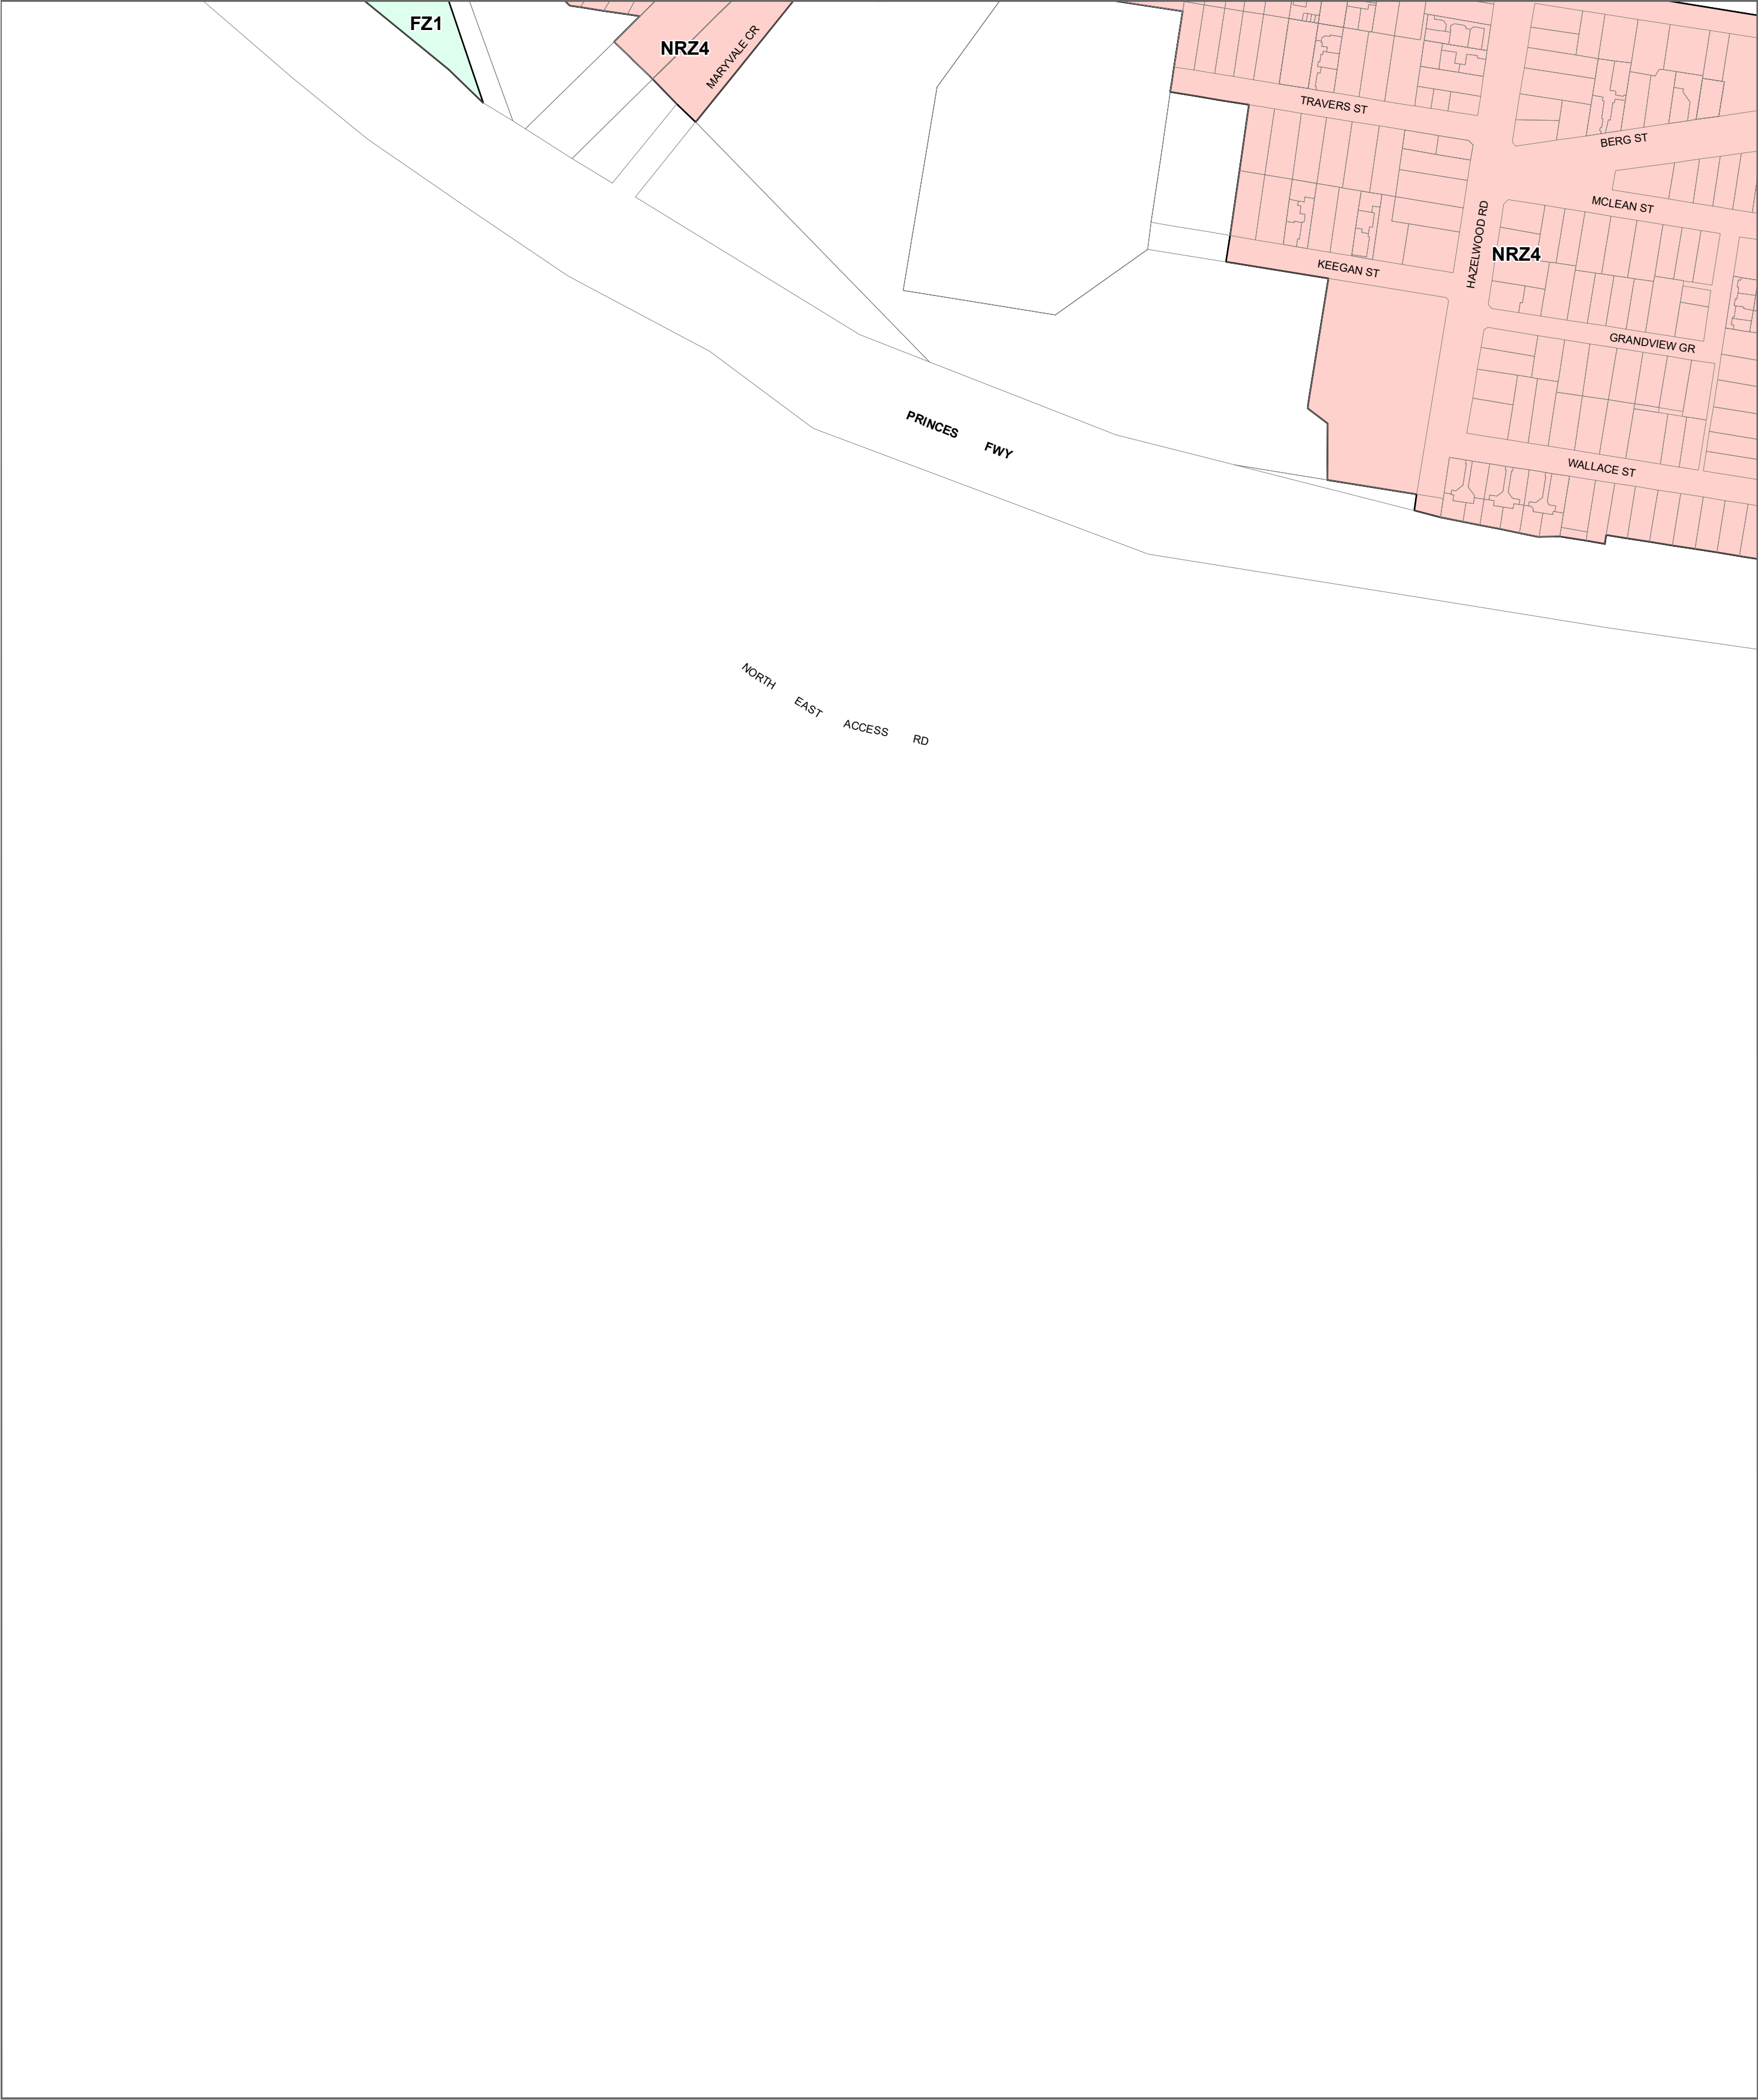 FZ1
NRZ4
MARYVALE CR
TRAVERS ST
BERG ST
MCLEAN ST
HAZELWOOD RD
NRZ4
KEEGAN ST
GRANDVIEW GR
PRINCES FWY
WALLACE ST
NORTH EAST ACCESS RD